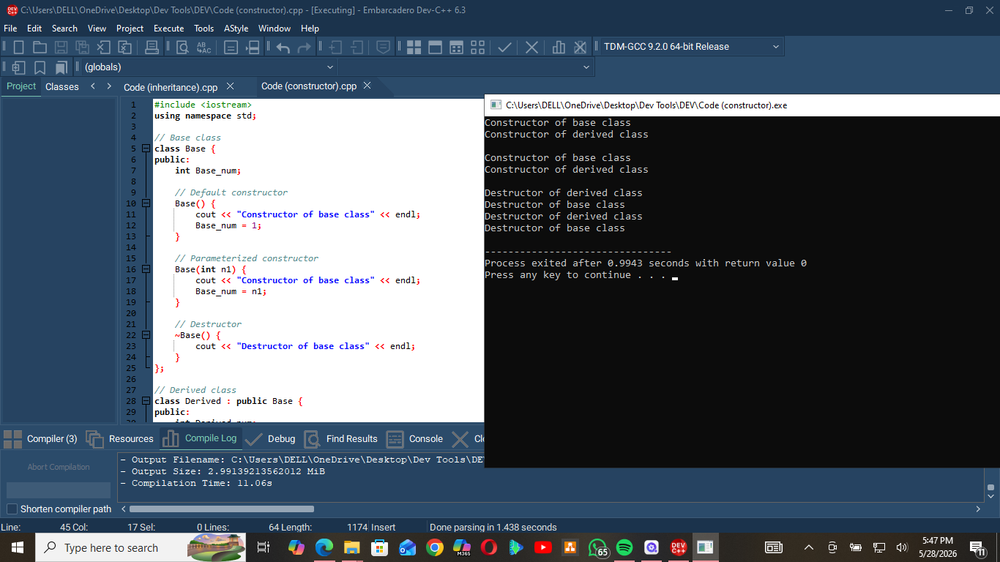 C:\Users\DELL\OneDrive\Desktop\Dev Tools\DEV\Code (constructor).cpp - [Executing] - Embarcadero Dev-C++ 6.3
File Edit Search View Project Execute Tools AStyle Window Help
TDM-GCC 9.2.0 64-bit Release
(globals)
Project Classes Code (inheritance).cpp Code (constructor).cpp
1 #include <iostream>
2 using namespace std;
3
4 // Base class
5 class Base {
6 public:
7 int Base_num;
8
9 // Default constructor
10 Base() {
11 cout << "Constructor of base class" << endl;
12 Base_num = 1;
13 }
14
15 // Parameterized constructor
16 Base(int n1) {
17 cout << "Constructor of base class" << endl;
18 Base_num = n1;
19 }
20
21 // Destructor
22 ~Base() {
23 cout << "Destructor of base class" << endl;
24 }
25 };
26
27 // Derived class
28 class Derived : public Base {
29 public:
C:\Users\DELL\OneDrive\Desktop\Dev Tools\DEV\Code (constructor).exe
Constructor of base class
Constructor of derived class
Constructor of base class
Constructor of derived class
Destructor of derived class
Destructor of base class
Destructor of derived class
Destructor of base class
--------------------------------
Process exited after 0.9943 seconds with return value 0
Press any key to continue . . .
Compiler (3) Resources Compile Log Debug Find Results Console
Abort Compilation
Shorten compiler path
- Output Filename: C:\Users\DELL\OneDrive\Desktop\Dev Tools\DE
- Output Size: 2.99139213562012 MiB
- Compilation Time: 11.06s
Line: 45 Col: 17 Sel: 0 Lines: 64 Length: 1174 Insert Done parsing in 1.438 seconds
Type here to search
M365
65
DEV C++
5:47 PM
5/28/2026
11